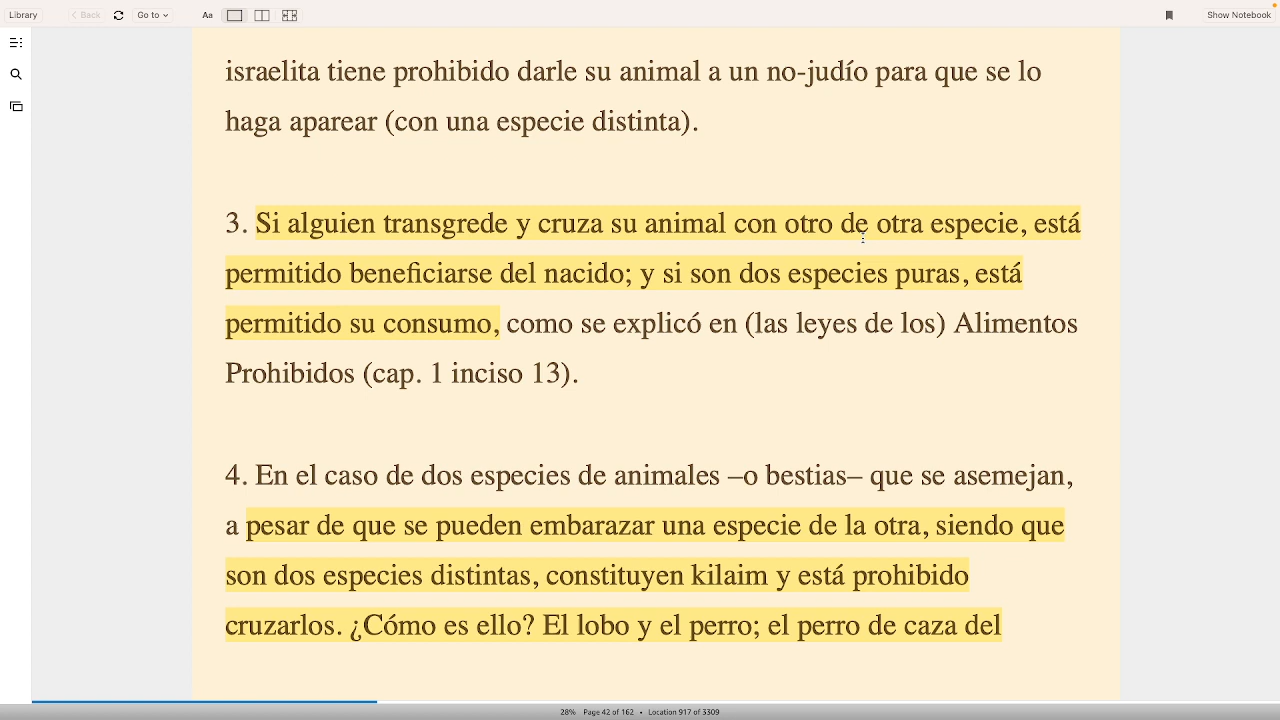 Library
Back
Go to
Aa
Show Notebook
israelita tiene prohibido darle su animal a un no-judío para que se lo
haga aparear (con una especie distinta).
3. Si alguien transgrede y cruza su animal con otro de otra especie, está
permitido beneficiarse del nacido; y si son dos especies puras, está
permitido su consumo, como se explicó en (las leyes de los) Alimentos
Prohibidos (cap. 1 inciso 13).
4. En el caso de dos especies de animales –o bestias– que se asemejan,
a pesar de que se pueden embarazar una especie de la otra, siendo que
son dos especies distintas, constituyen kilaim y está prohibido
cruzarlos. ¿Cómo es ello? El lobo y el perro; el perro de caza del
28% Page 42 of 162 • Location 917 of 3309